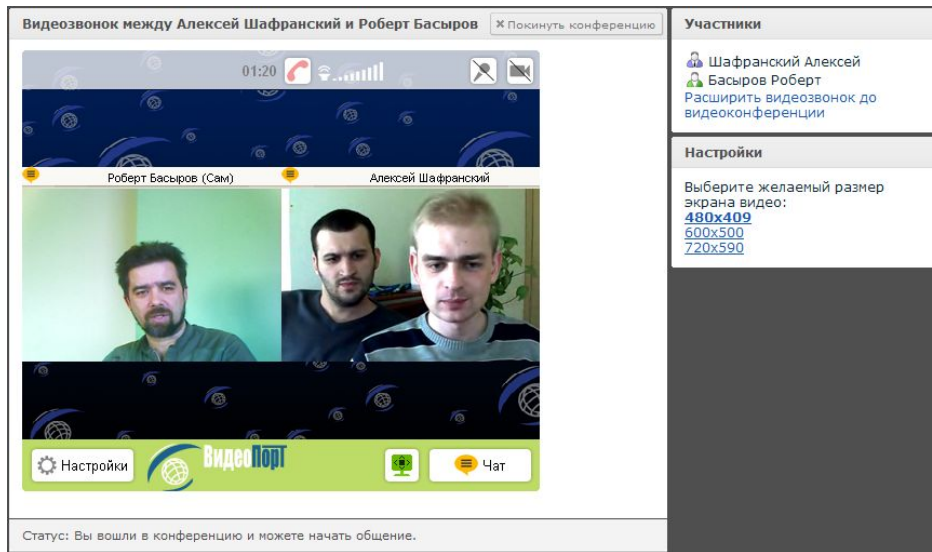 Видеозвонок между Алексей Шафранский и Роберт Басыров
× Покинуть конференцию
01:20
Роберт Басыров (Сам)
Алексей Шафранский
Настройки
ВидеоПорт
Чат
Статус: Вы вошли в конференцию и можете начать общение.
Участники
Шафранский Алексей
Басыров Роберт
Расширить видеозвонок до
видеоконференции
Настройки
Выберите желаемый размер
экрана видео:
480x409
600x500
720x590